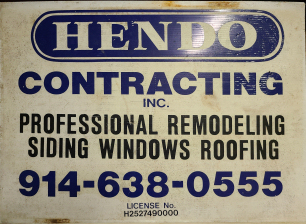 HENDO
CONTRACTING
INC.
PROFESSIONAL REMODELING
SIDING WINDOWS ROOFING
914-638-0555
LICENSE No.
H2527490000